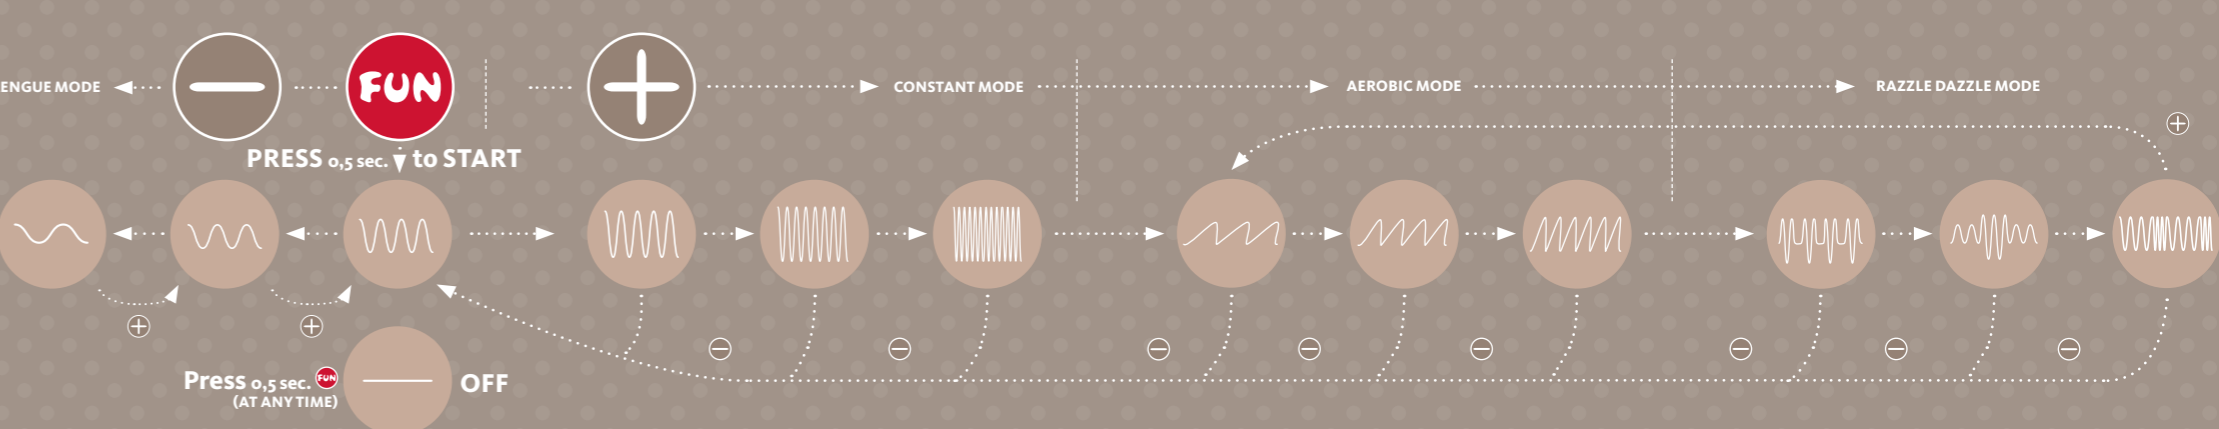 ENGUE MODE
FUN
CONSTANT MODE
AEROBIC MODE
RAZZLE DAZZLE MODE
PRESS 0,5 sec. to START
Press 0,5 sec. FUN
(AT ANY TIME)
OFF